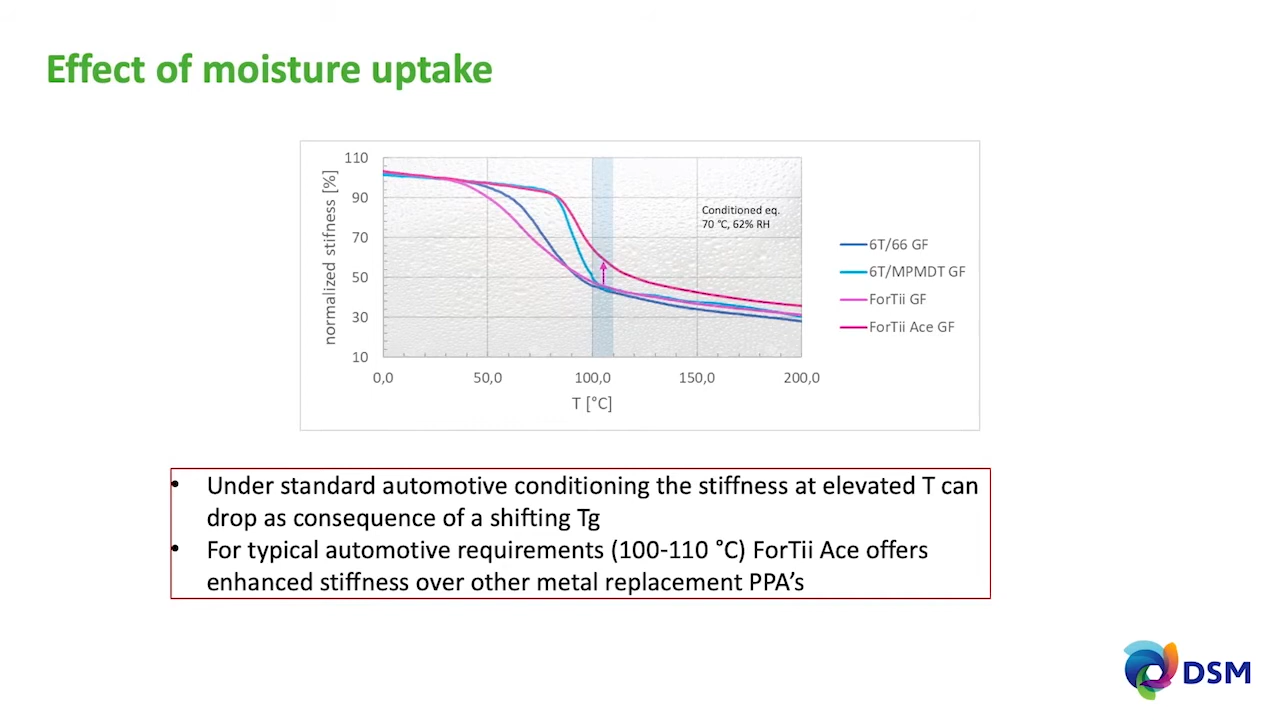 Effect of moisture uptake
110
90
70
50
30
10
normalized stifness [%]
0,0 50,0 100,0 150,0 200,0
T [°C]
Conditioned eq.
70 °C, 62% RH
6T/66 GF
6T/MPMDT GF
ForTii GF
ForTii Ace GF
• Under standard automotive conditioning the stiffness at elevated T can
drop as consequence of a shifting Tg
• For typical automotive requirements (100-110 °C) ForTii Ace offers
enhanced stiffness over other metal replacement PPA’s
DSM